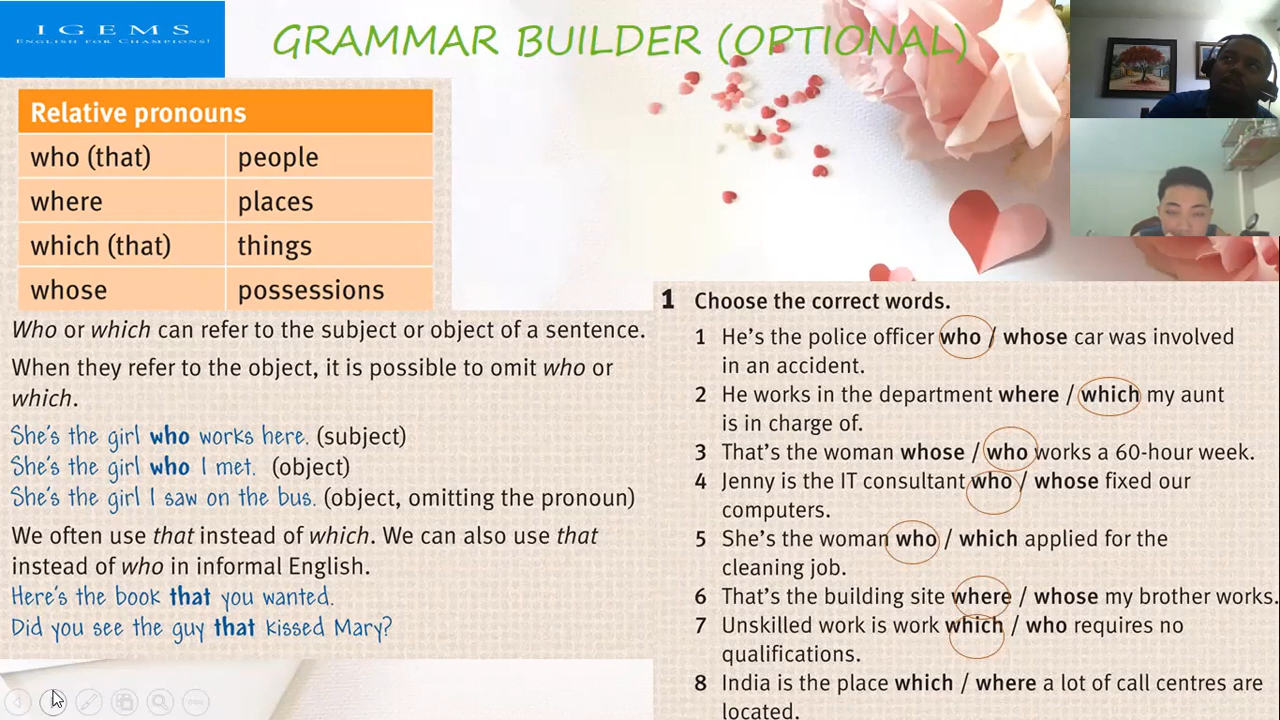 IGEMS
ENGLISH FOR CHAMPIONS!
GRAMMAR BUILDER (OPTIONAL)
Relative pronouns
who (that) people
where places
which (that) things
whose possessions
Who or which can refer to the subject or object of a sentence.
When they refer to the object, it is possible to omit who or
which.
She's the girl who works here. (subject)
She's the girl who I met. (object)
She's the girl I saw on the bus. (object, omitting the pronoun)
We often use that instead of which. We can also use that
instead of who in informal English.
Here's the book that you wanted.
Did you see the guy that kissed Mary?
1 Choose the correct words.
1 He's the police officer who / whose car was involved
in an accident.
2 He works in the department where / which my aunt
is in charge of.
3 That's the woman whose / who works a 60-hour week.
4 Jenny is the IT consultant who / whose fixed our
computers.
5 She's the woman who / which applied for the
cleaning job.
6 That's the building site where / whose my brother works.
7 Unskilled work is work which / who requires no
qualifications.
8 India is the place which / where a lot of call centres are
located.